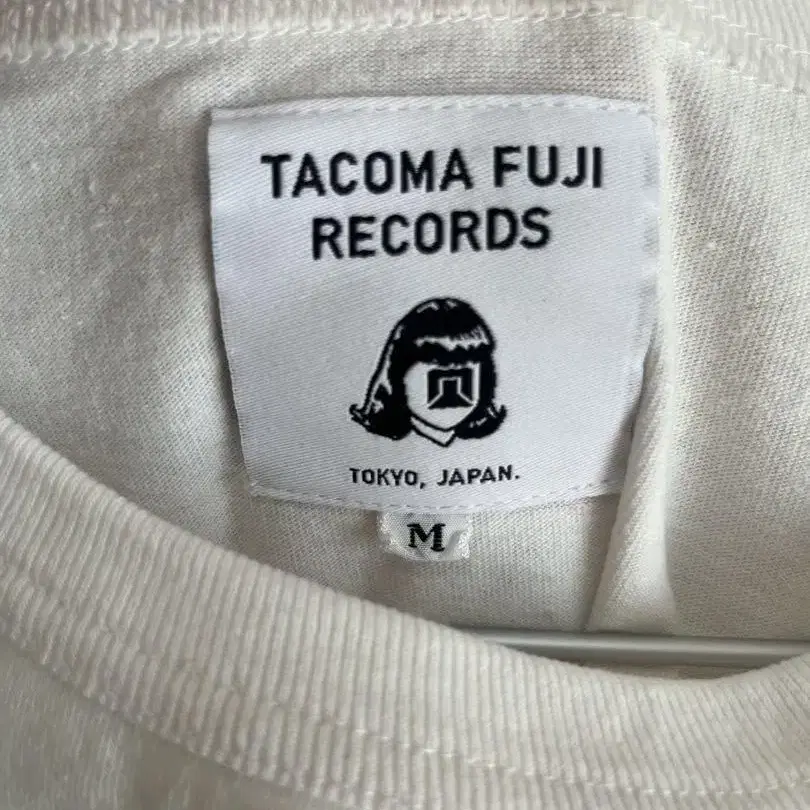 TACOMA FUJI
RECORDS
TOKYO, JAPAN.
M